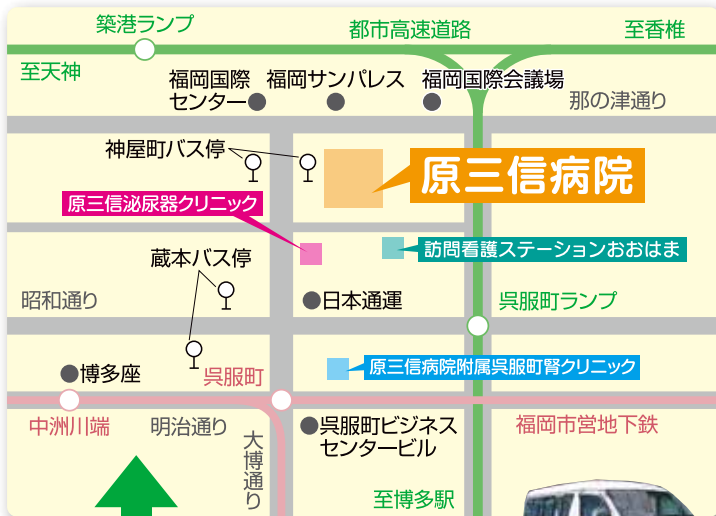 築港ランプ
都市高速道路
至香椎
至天神
福岡国際
センター
福岡サンパレス
福岡国際会議場
那の津通り
神屋町バス停
原三信病院
原三信泌尿器クリニック
訪問看護ステーションおおはま
蔵本バス停
昭和通り
日本通運
呉服町ランプ
博多座
呉服町
原三信病院附属呉服町腎クリニック
中洲川端
明治通り
大博通り
呉服町ビジネス
センタービル
福岡市営地下鉄
至博多駅